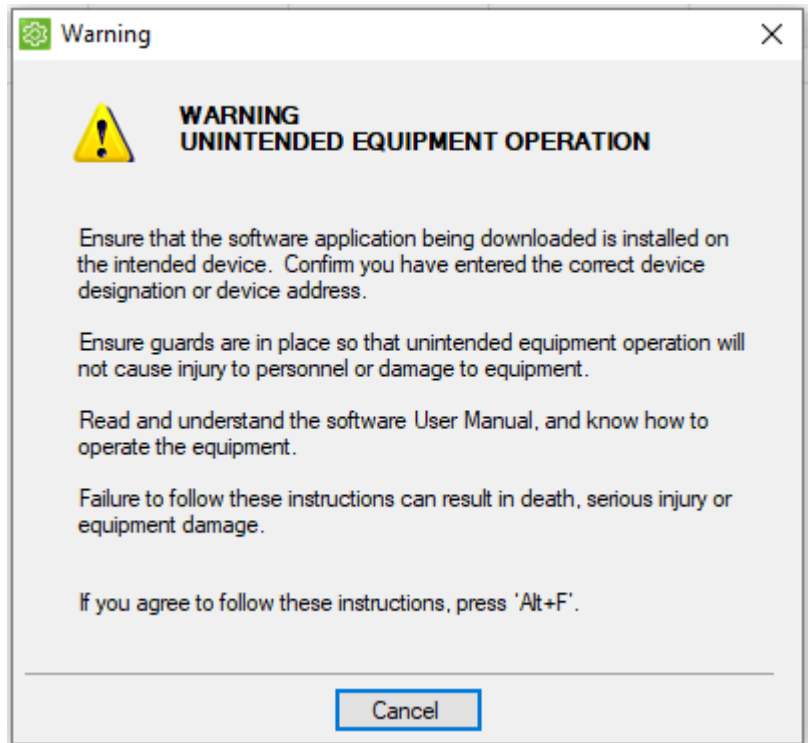 Warning
WARNING
UNINTENDED EQUIPMENT OPERATION
Ensure that the software application being downloaded is installed on
the intended device.  Confirm you have entered the correct device
designation or device address.
Ensure guards are in place so that unintended equipment operation will
not cause injury to personnel or damage to equipment.
Read and understand the software User Manual, and know how to
operate the equipment.
Failure to follow these instructions can result in death, serious injury or
equipment damage.
If you agree to follow these instructions, press 'Alt+F'.
Cancel